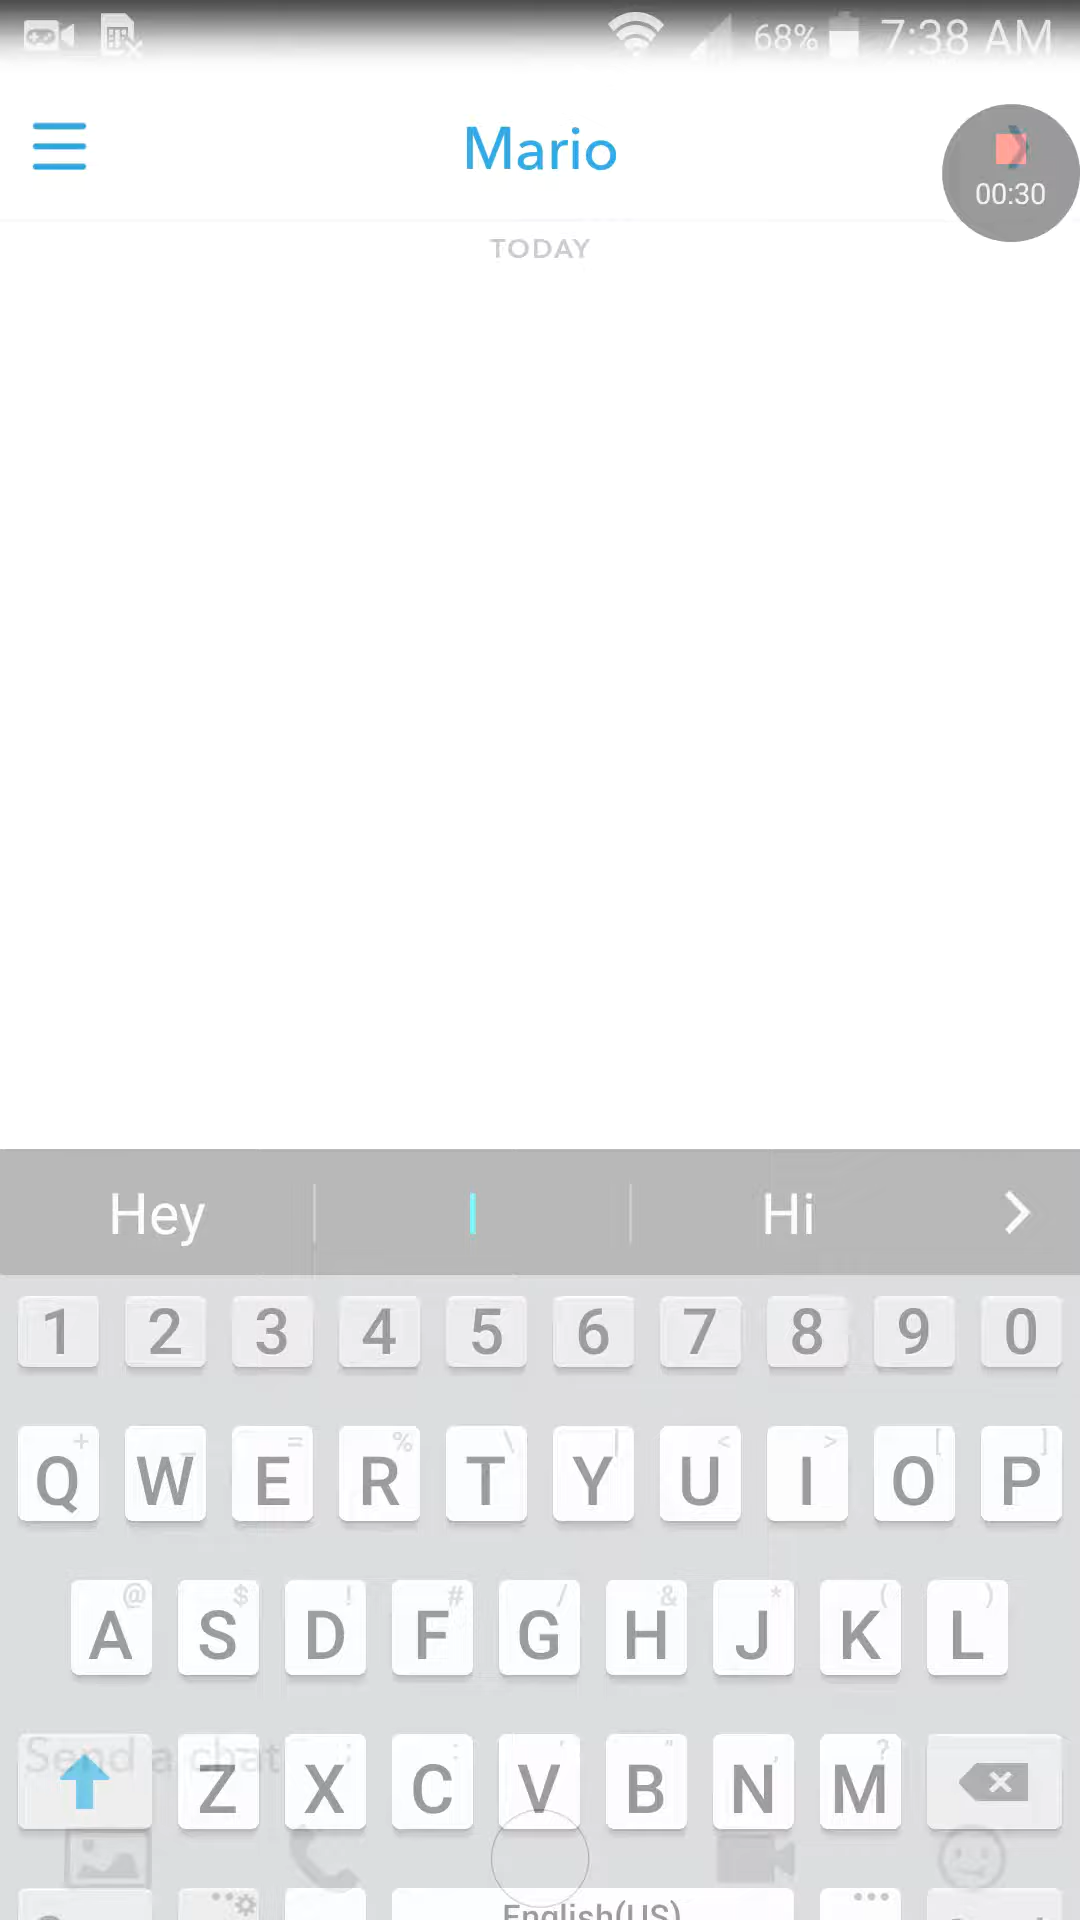 68% 7:38 AM
Mario
00:30
TODAY
Hey I Hi
1 2 3 4 5 6 7 8 9 0
+ _ = % \ | < > [ ]
Q W E R T Y U I O P
@ $ ! # / & * ( )
A S D F G H J K L
Send a chat
- ' : ; " , ?
Z X C V B N M
English(US)